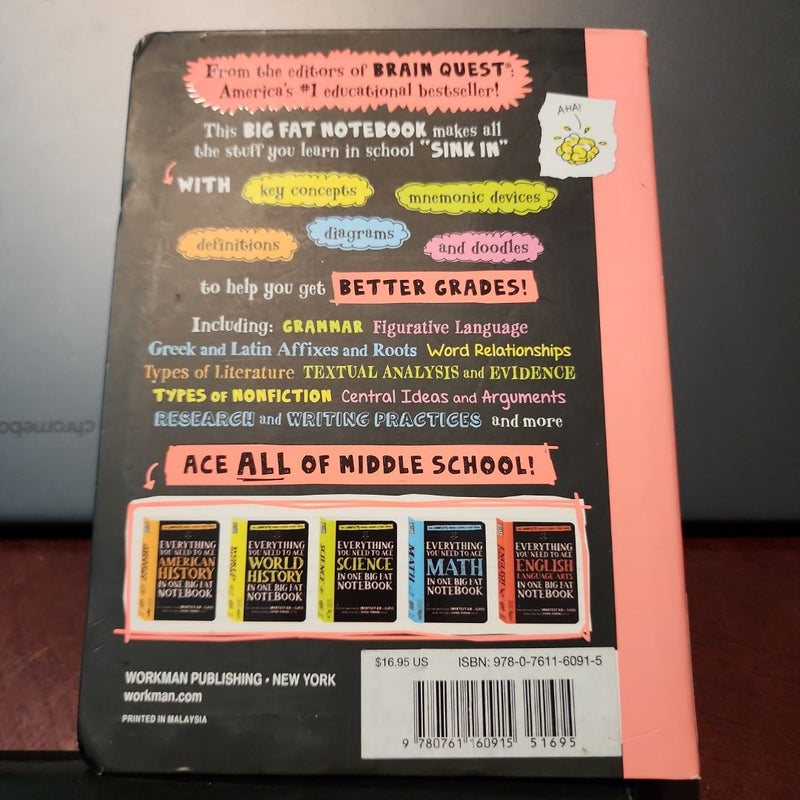 From the editors of BRAIN QUEST®:
America's #1 educational bestseller!
AHA!
This BIG FAT NOTEBOOK makes all
the stuff you learn in school "SINK IN"
WITH key concepts mnemonic devices
definitions diagrams and doodles
to help you get BETTER GRADES!
Including: GRAMMAR Figurative Language
Greek and Latin Affixes and Roots Word Relationships
Types of Literature TEXTUAL ANALYSIS and EVIDENCE
TYPES of NONFICTION Central Ideas and Arguments
RESEARCH and WRITING PRACTICES and more
chromebo
ACE ALL OF MIDDLE SCHOOL!
EVERYTHING
YOU NEED TO ACE
AMERICAN
HISTORY
IN ONE BIG FAT
NOTEBOOK
EVERYTHING
YOU NEED TO ACE
WORLD
HISTORY
IN ONE BIG FAT
NOTEBOOK
EVERYTHING
YOU NEED TO ACE
SCIENCE
IN ONE BIG FAT
NOTEBOOK
MATH
EVERYTHING
YOU NEED TO ACE
MATH
IN ONE BIG FAT
NOTEBOOK
EVERYTHING
YOU NEED TO ACE
ENGLISH
LANGUAGE ARTS
IN ONE BIG FAT
NOTEBOOK
WORKMAN PUBLISHING • NEW YORK
workman.com
PRINTED IN MALAYSIA
$16.95 US ISBN: 978-0-7611-6091-5
9 780761 160915 51695